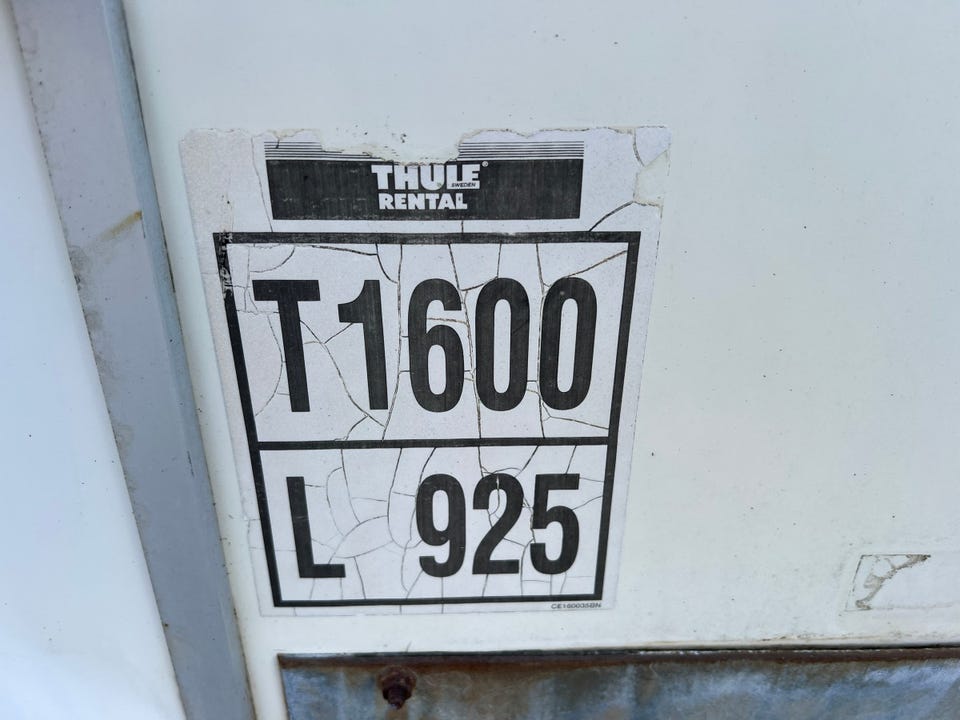 THULE®
SWEDEN
RENTAL
T1600
L 925
CE160035BN